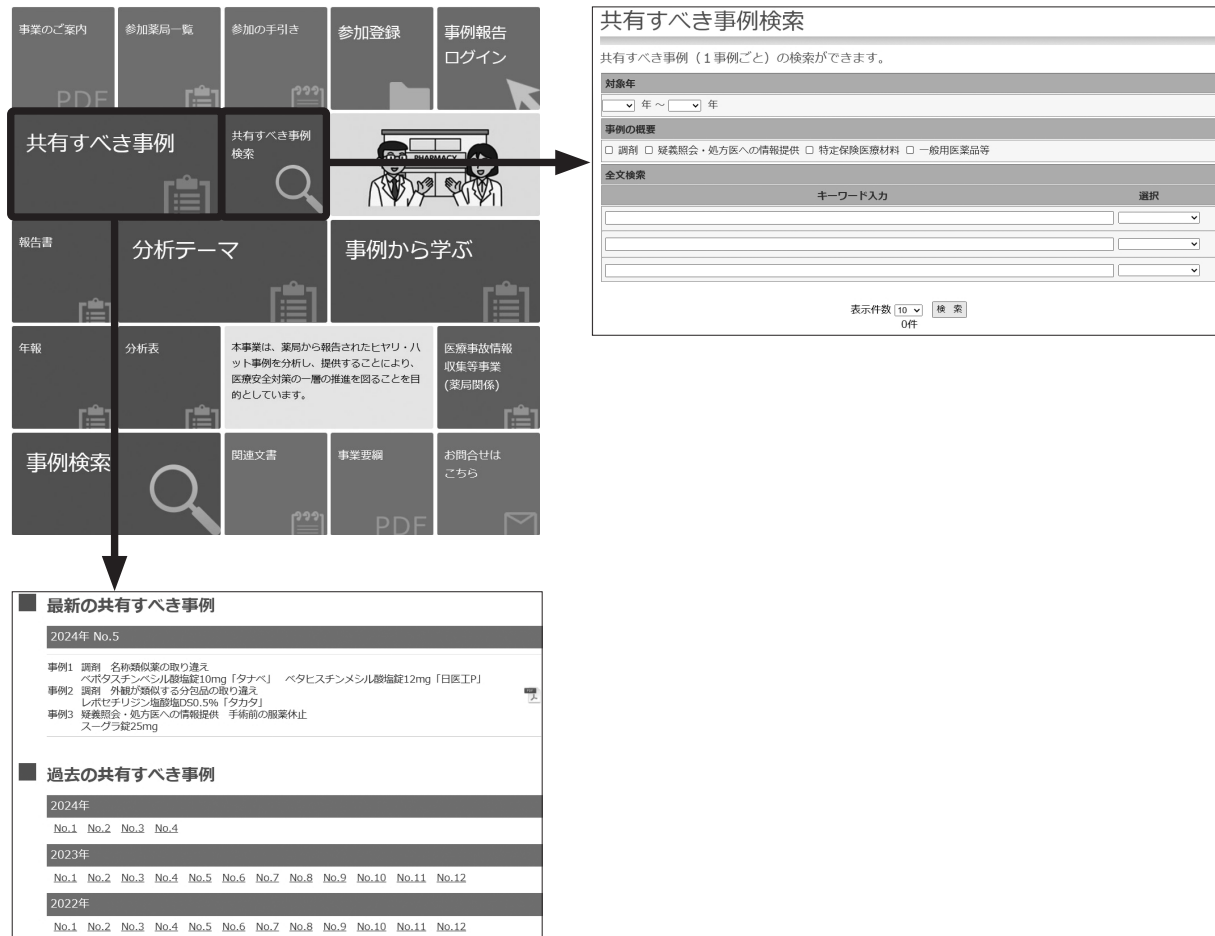 事業のご案内
PDF
参加薬局一覧
参加の手引き
参加登録
事例報告
ログイン
共有すべき事例
共有すべき事例
検索
PHARMACY
報告書
分析テーマ
事例から学ぶ
年報
分析表
本事業は、薬局から報告されたヒヤリ・ハ
ット事例を分析し、提供することにより、
医療安全対策の一層の推進を図ることを目
的としています。
医療事故情報
収集等事業
(薬局関係)
事例検索
関連文書
事業要綱
PDF
お問合せは
こちら
共有すべき事例検索
共有すべき事例（１事例ごと）の検索ができます。
対象年
年～ 年
事例の概要
調剤 疑義照会・処方医への情報提供 特定保険医療材料 一般用医薬品等
全文検索
キーワード入力 選択
表示件数 10 検 索
0件
最新の共有すべき事例
2024年 No.5
事例1 調剤 名称類似薬の取り違え
ベポタスチンベシル酸塩錠10mg「タナベ」 ベタヒスチンメシル酸塩錠12mg「日医工P」
事例2 調剤 外観が類似する分包品の取り違え
レボセチリジン塩酸塩DS0.5%「タカタ」
事例3 疑義照会・処方医への情報提供 手術前の服薬休止
スーグラ錠25mg
過去の共有すべき事例
2024年
No.1 No.2 No.3 No.4
2023年
No.1 No.2 No.3 No.4 No.5 No.6 No.7 No.8 No.9 No.10 No.11 No.12
2022年
No.1 No.2 No.3 No.4 No.5 No.6 No.7 No.8 No.9 No.10 No.11 No.12